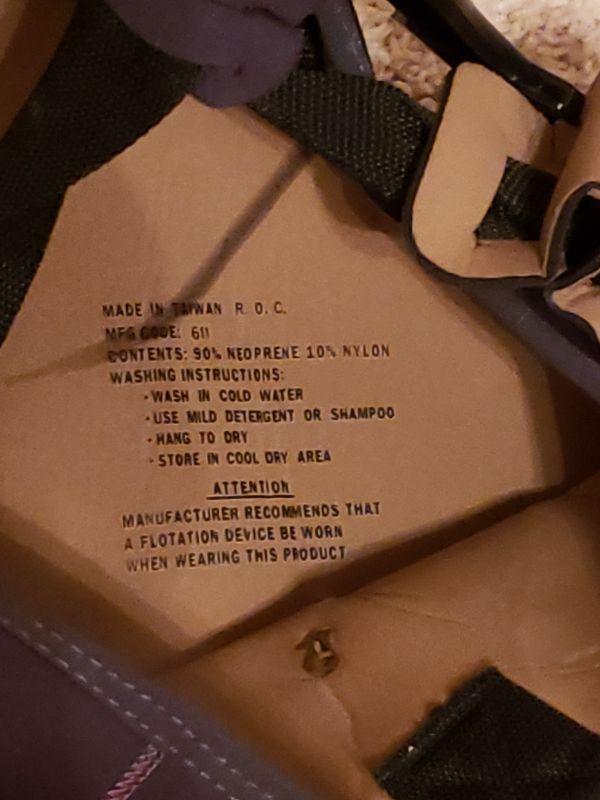 MADE IN TAIWAN R. O. C.
MFG CODE: 611
CONTENTS: 90% NEOPRENE 10% NYLON
WASHING INSTRUCTIONS:
• WASH IN COLD WATER
• USE MILD DETERGENT OR SHAMPOO
• HANG TO DRY
• STORE IN COOL DRY AREA
ATTENTION
MANUFACTURER RECOMMENDS THAT
A FLOTATION DEVICE BE WORN
WHEN WEARING THIS PRODUCT